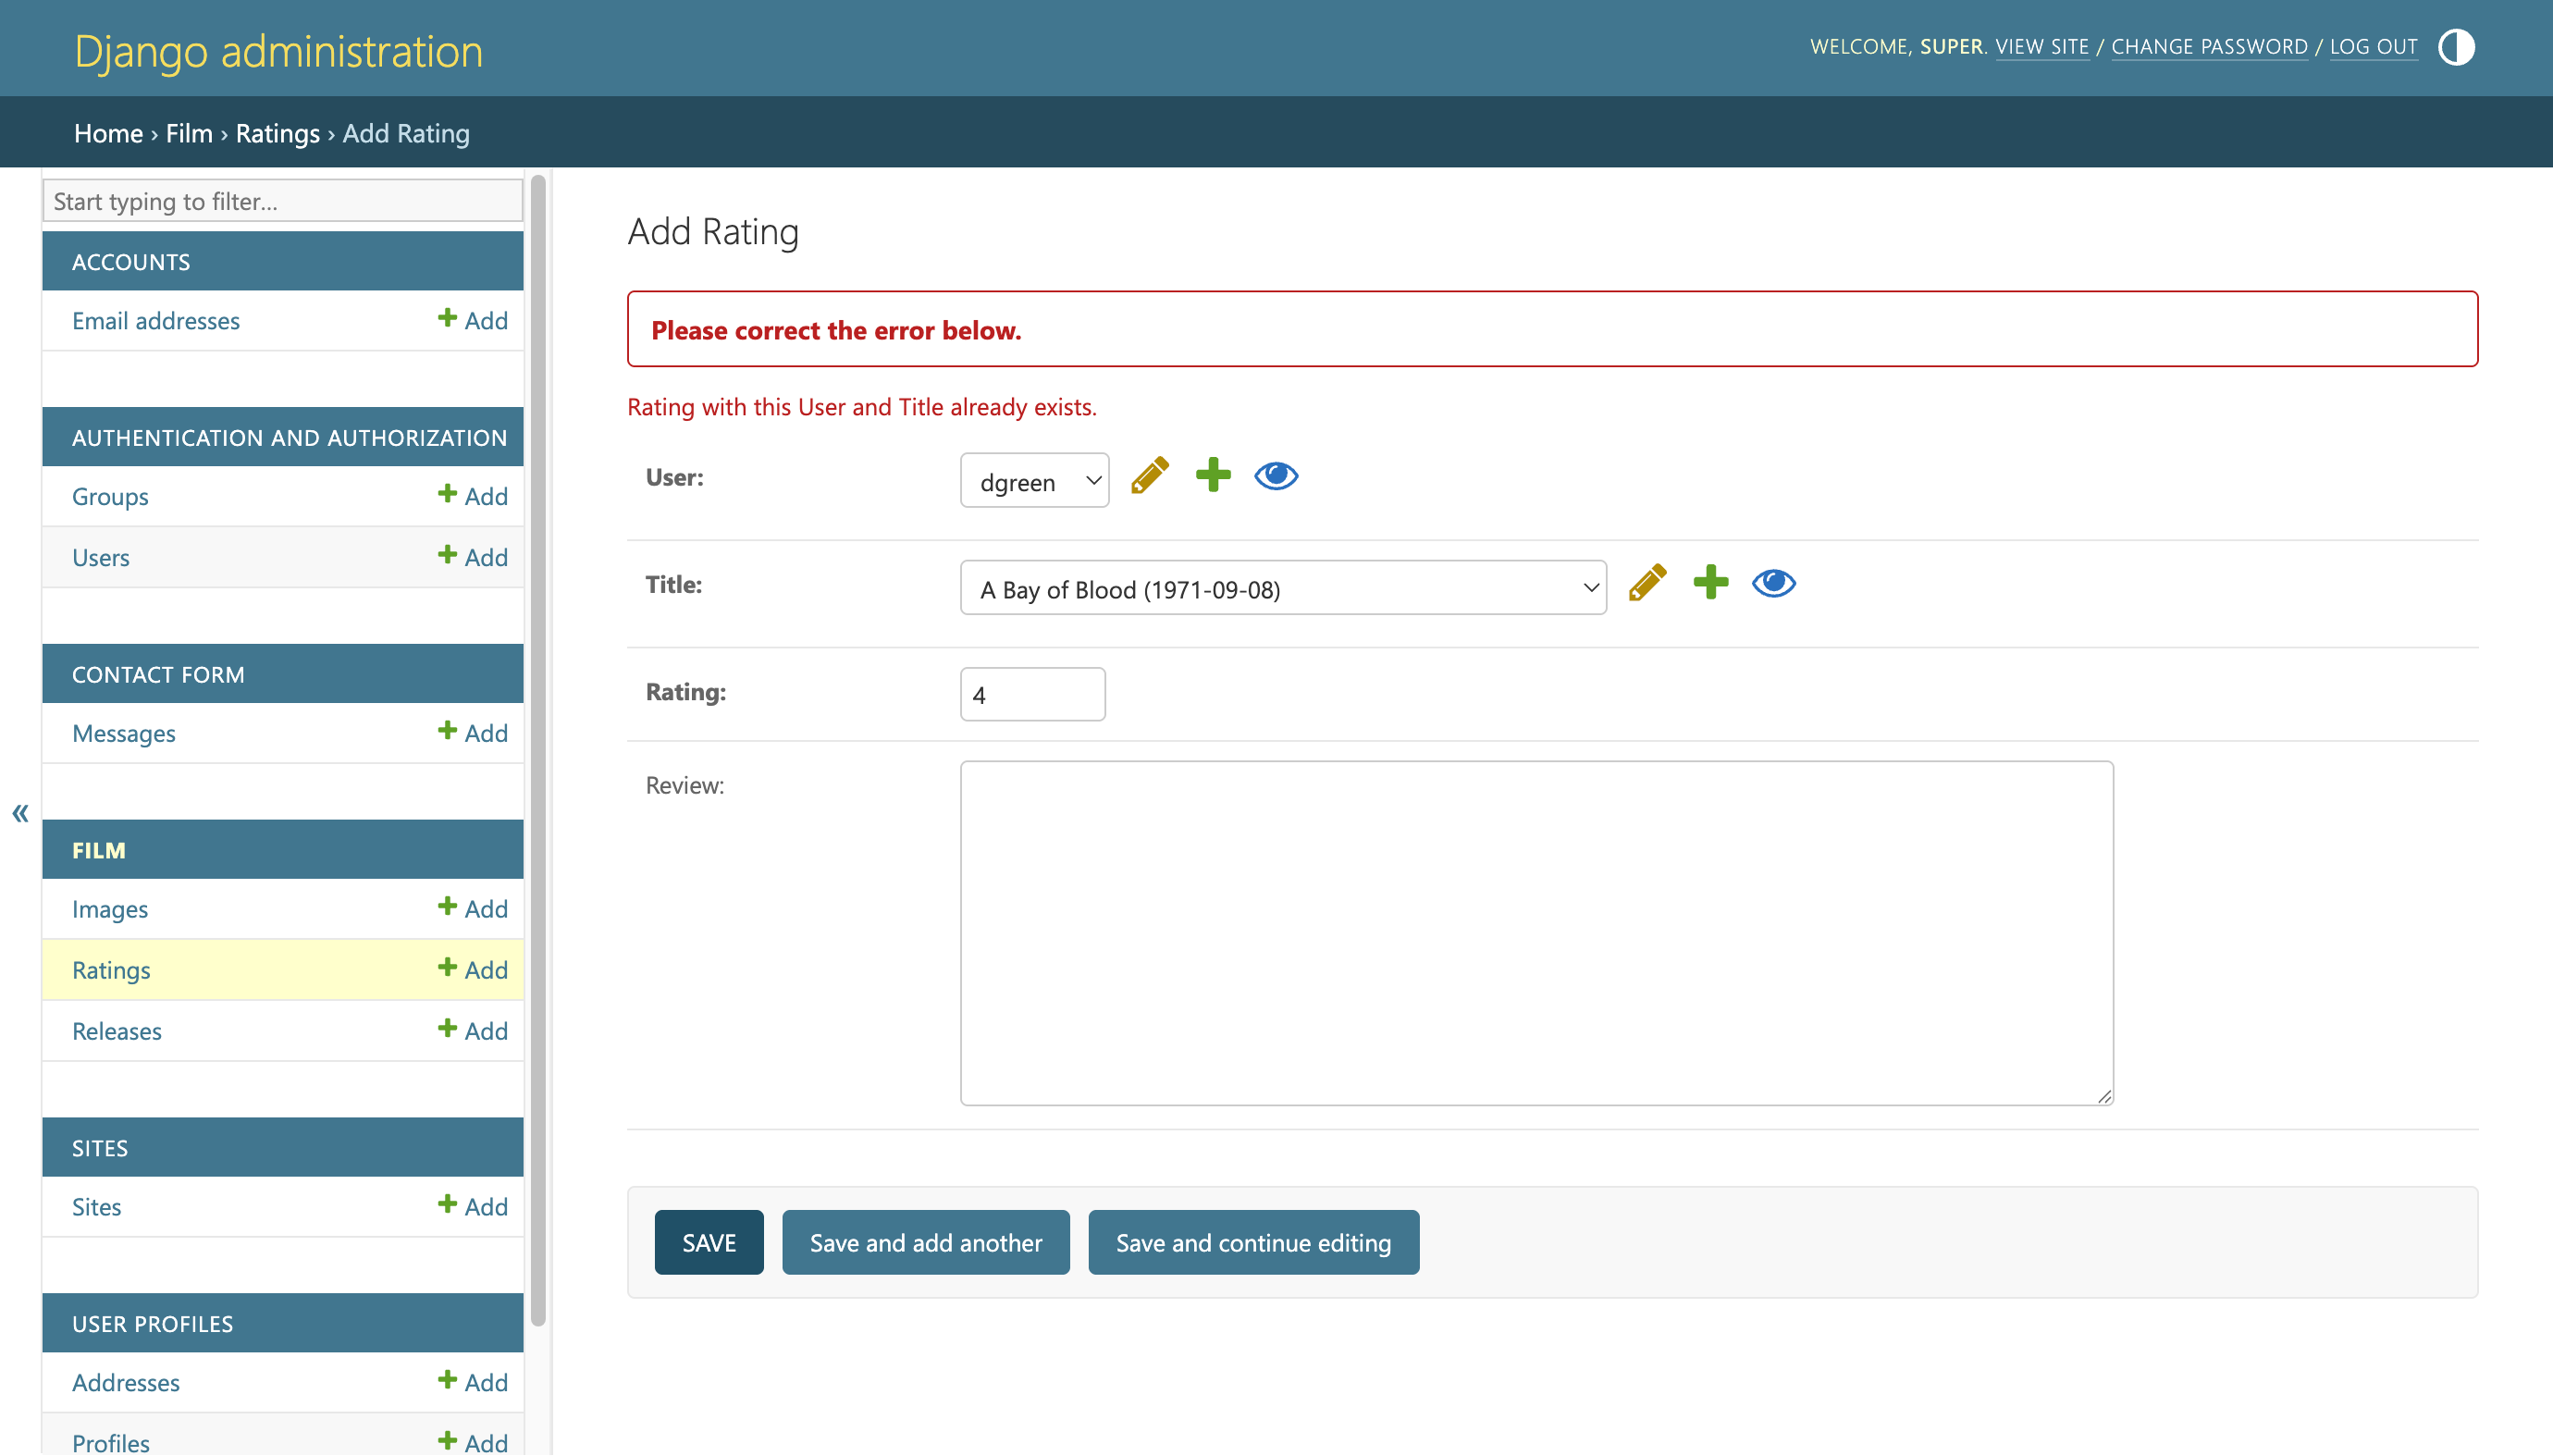 Django administration
WELCOME, SUPER. VIEW SITE / CHANGE PASSWORD / LOG OUT
Home › Film › Ratings › Add Rating
Start typing to filter...
ACCOUNTS
Email addresses Add
AUTHENTICATION AND AUTHORIZATION
Groups Add
Users Add
CONTACT FORM
Messages Add
«
FILM
Images Add
Ratings Add
Releases Add
SITES
Sites Add
USER PROFILES
Addresses Add
Profiles Add
Add Rating
Please correct the error below.
Rating with this User and Title already exists.
User: dgreen
Title: A Bay of Blood (1971-09-08)
Rating: 4
Review:
SAVE Save and add another Save and continue editing